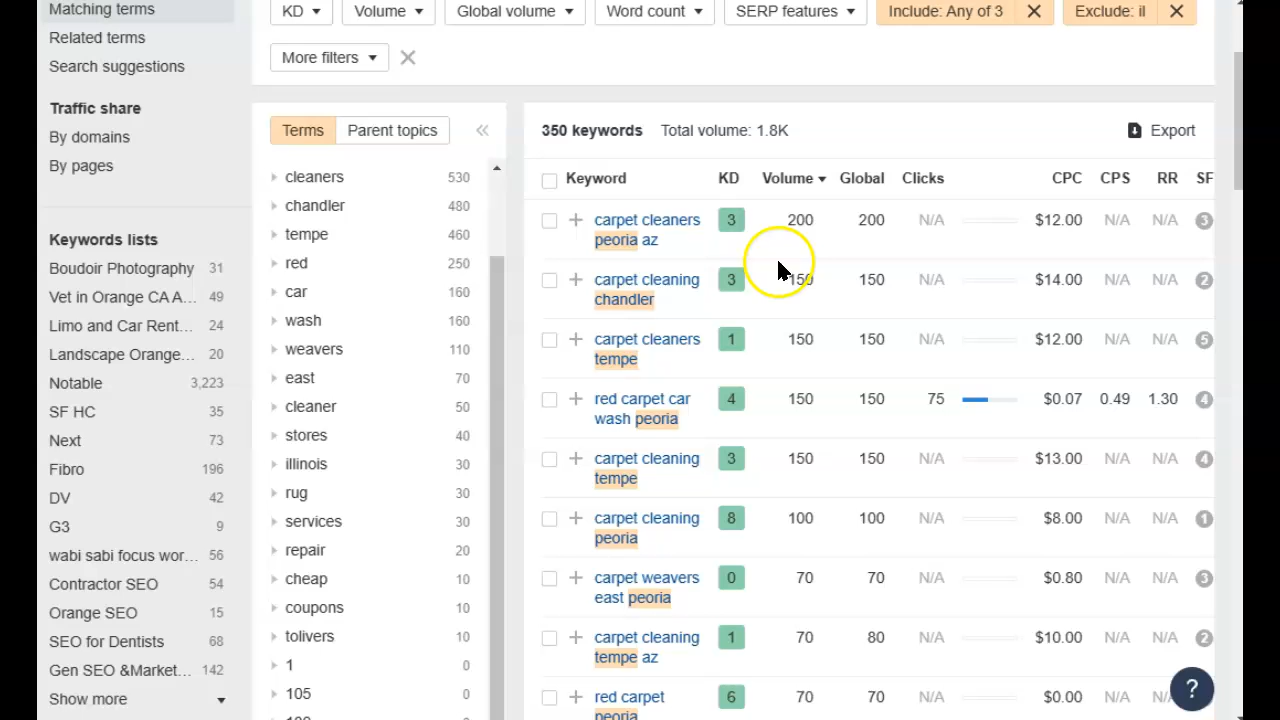 Matching terms
Related terms
Search suggestions
Traffic share
By domains
By pages
Keywords lists
Boudoir Photography 31
Vet in Orange CA A... 49
Limo and Car Rent... 24
Landscape Orange... 20
Notable 3,223
SF HC 35
Next 73
Fibro 196
DV 42
G3 9
wabi sabi focus wor... 56
Contractor SEO 54
Orange SEO 15
SEO for Dentists 68
Gen SEO &Market... 142
Show more
KD Volume Global volume Word count SERP features Include: Any of 3 Exclude: il
More filters
Terms Parent topics
cleaners 530
chandler 480
tempe 460
red 250
car 160
wash 160
weavers 110
east 70
cleaner 50
stores 40
illinois 30
rug 30
services 30
repair 20
cheap 10
coupons 10
tolivers 10
1 0
105 0
350 keywords Total volume: 1.8K Export
Keyword KD Volume Global Clicks CPC CPS RR SF
carpet cleaners 3 200 200 N/A $12.00 N/A N/A 3
peoria az
carpet cleaning 3 150 150 N/A $14.00 N/A N/A 2
chandler
carpet cleaners 1 150 150 N/A $12.00 N/A N/A 5
tempe
red carpet car 4 150 150 75 $0.07 0.49 1.30 4
wash peoria
carpet cleaning 3 150 150 N/A $13.00 N/A N/A 4
tempe
carpet cleaning 8 100 100 N/A $8.00 N/A N/A 1
peoria
carpet weavers 0 70 70 N/A $0.80 N/A N/A 3
east peoria
carpet cleaning 1 70 80 N/A $10.00 N/A N/A 2
tempe az
red carpet 6 70 70 N/A $0.00 N/A N/A
peoria
?